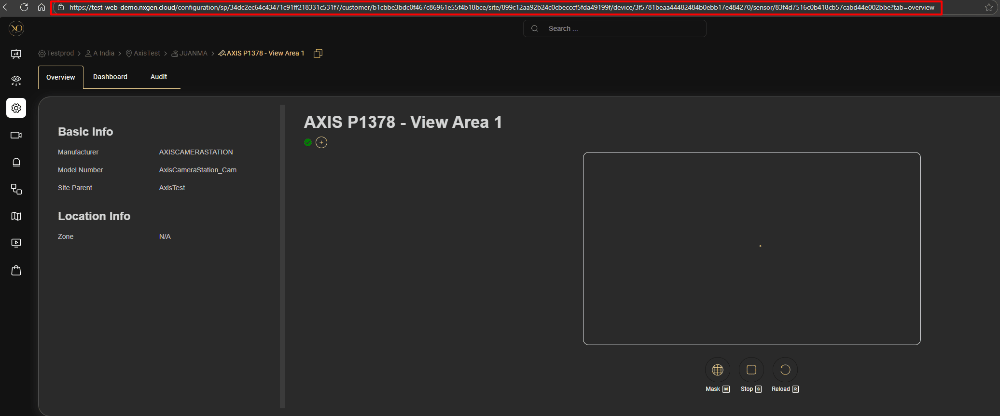 https://test-web-demo.nxgen.cloud/configuration/sp/34dc2ec64c43471c91ff218331c531f7/customer/b1cbbe3bdc0f467c86961e55f4b18bce/site/899c12aa92b24c0cbecccf5fda49199f/device/3f5781beaa44482484b0ebb17e484270/sensor/83f4d7516c0b418cb57cabd44e002bbe?tab=overview
XO
Search ...
Testprod > A India > AxisTest > JUANMA > AXIS P1378 - View Area 1
Overview Dashboard Audit
Basic Info
Manufacturer AXISCAMERASTATION
Model Number AxisCameraStation_Cam
Site Parent AxisTest
Location Info
Zone N/A
AXIS P1378 - View Area 1
Mask M Stop S Reload R